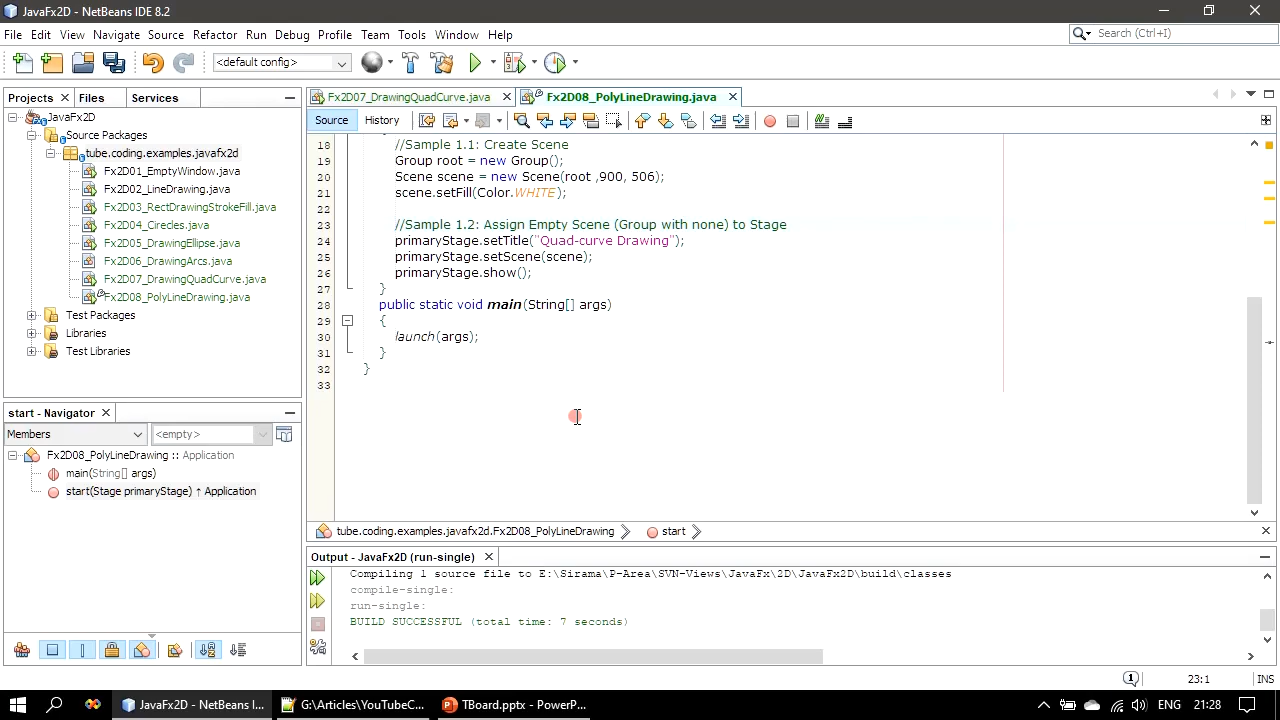 JavaFx2D - NetBeans IDE 8.2
File Edit View Navigate Source Refactor Run Debug Profile Team Tools Window Help
Search (Ctrl+I)
<default config>
Projects Files Services
Fx2D07_DrawingQuadCurve.java Fx2D08_PolyLineDrawing.java
Source History
JavaFx2D
Source Packages
tube.coding.examples.javafx2d
Fx2D01_EmptyWindow.java
Fx2D02_LineDrawing.java
Fx2D03_RectDrawingStrokeFill.java
Fx2D04_Cirecles.java
Fx2D05_DrawingEllipse.java
Fx2D06_DrawingArcs.java
Fx2D07_DrawingQuadCurve.java
Fx2D08_PolyLineDrawing.java
Test Packages
Libraries
Test Libraries
18 //Sample 1.1: Create Scene
19 Group root = new Group();
20 Scene scene = new Scene(root ,900, 506);
21 scene.setFill(Color.WHITE);
22
23 //Sample 1.2: Assign Empty Scene (Group with none) to Stage
24 primaryStage.setTitle("Quad-curve Drawing");
25 primaryStage.setScene(scene);
26 primaryStage.show();
27 }
28 public static void main(String[] args)
29 {
30 launch(args);
31 }
32 }
33
start - Navigator
Members <empty>
Fx2D08_PolyLineDrawing :: Application
main(String[] args)
start(Stage primaryStage) ↑ Application
tube.coding.examples.javafx2d.Fx2D08_PolyLineDrawing start
Output - JavaFx2D (run-single)
Compiling 1 source file to E:\Sirama\P-Area\SVN-Views\JavaFx\2D\JavaFx2D\build\classes
compile-single:
run-single:
BUILD SUCCESSFUL (total time: 7 seconds)
1 23:1 INS
JavaFx2D - NetBeans I... G:\Articles\YouTubeC... TBoard.pptx - PowerP... ENG 21:28